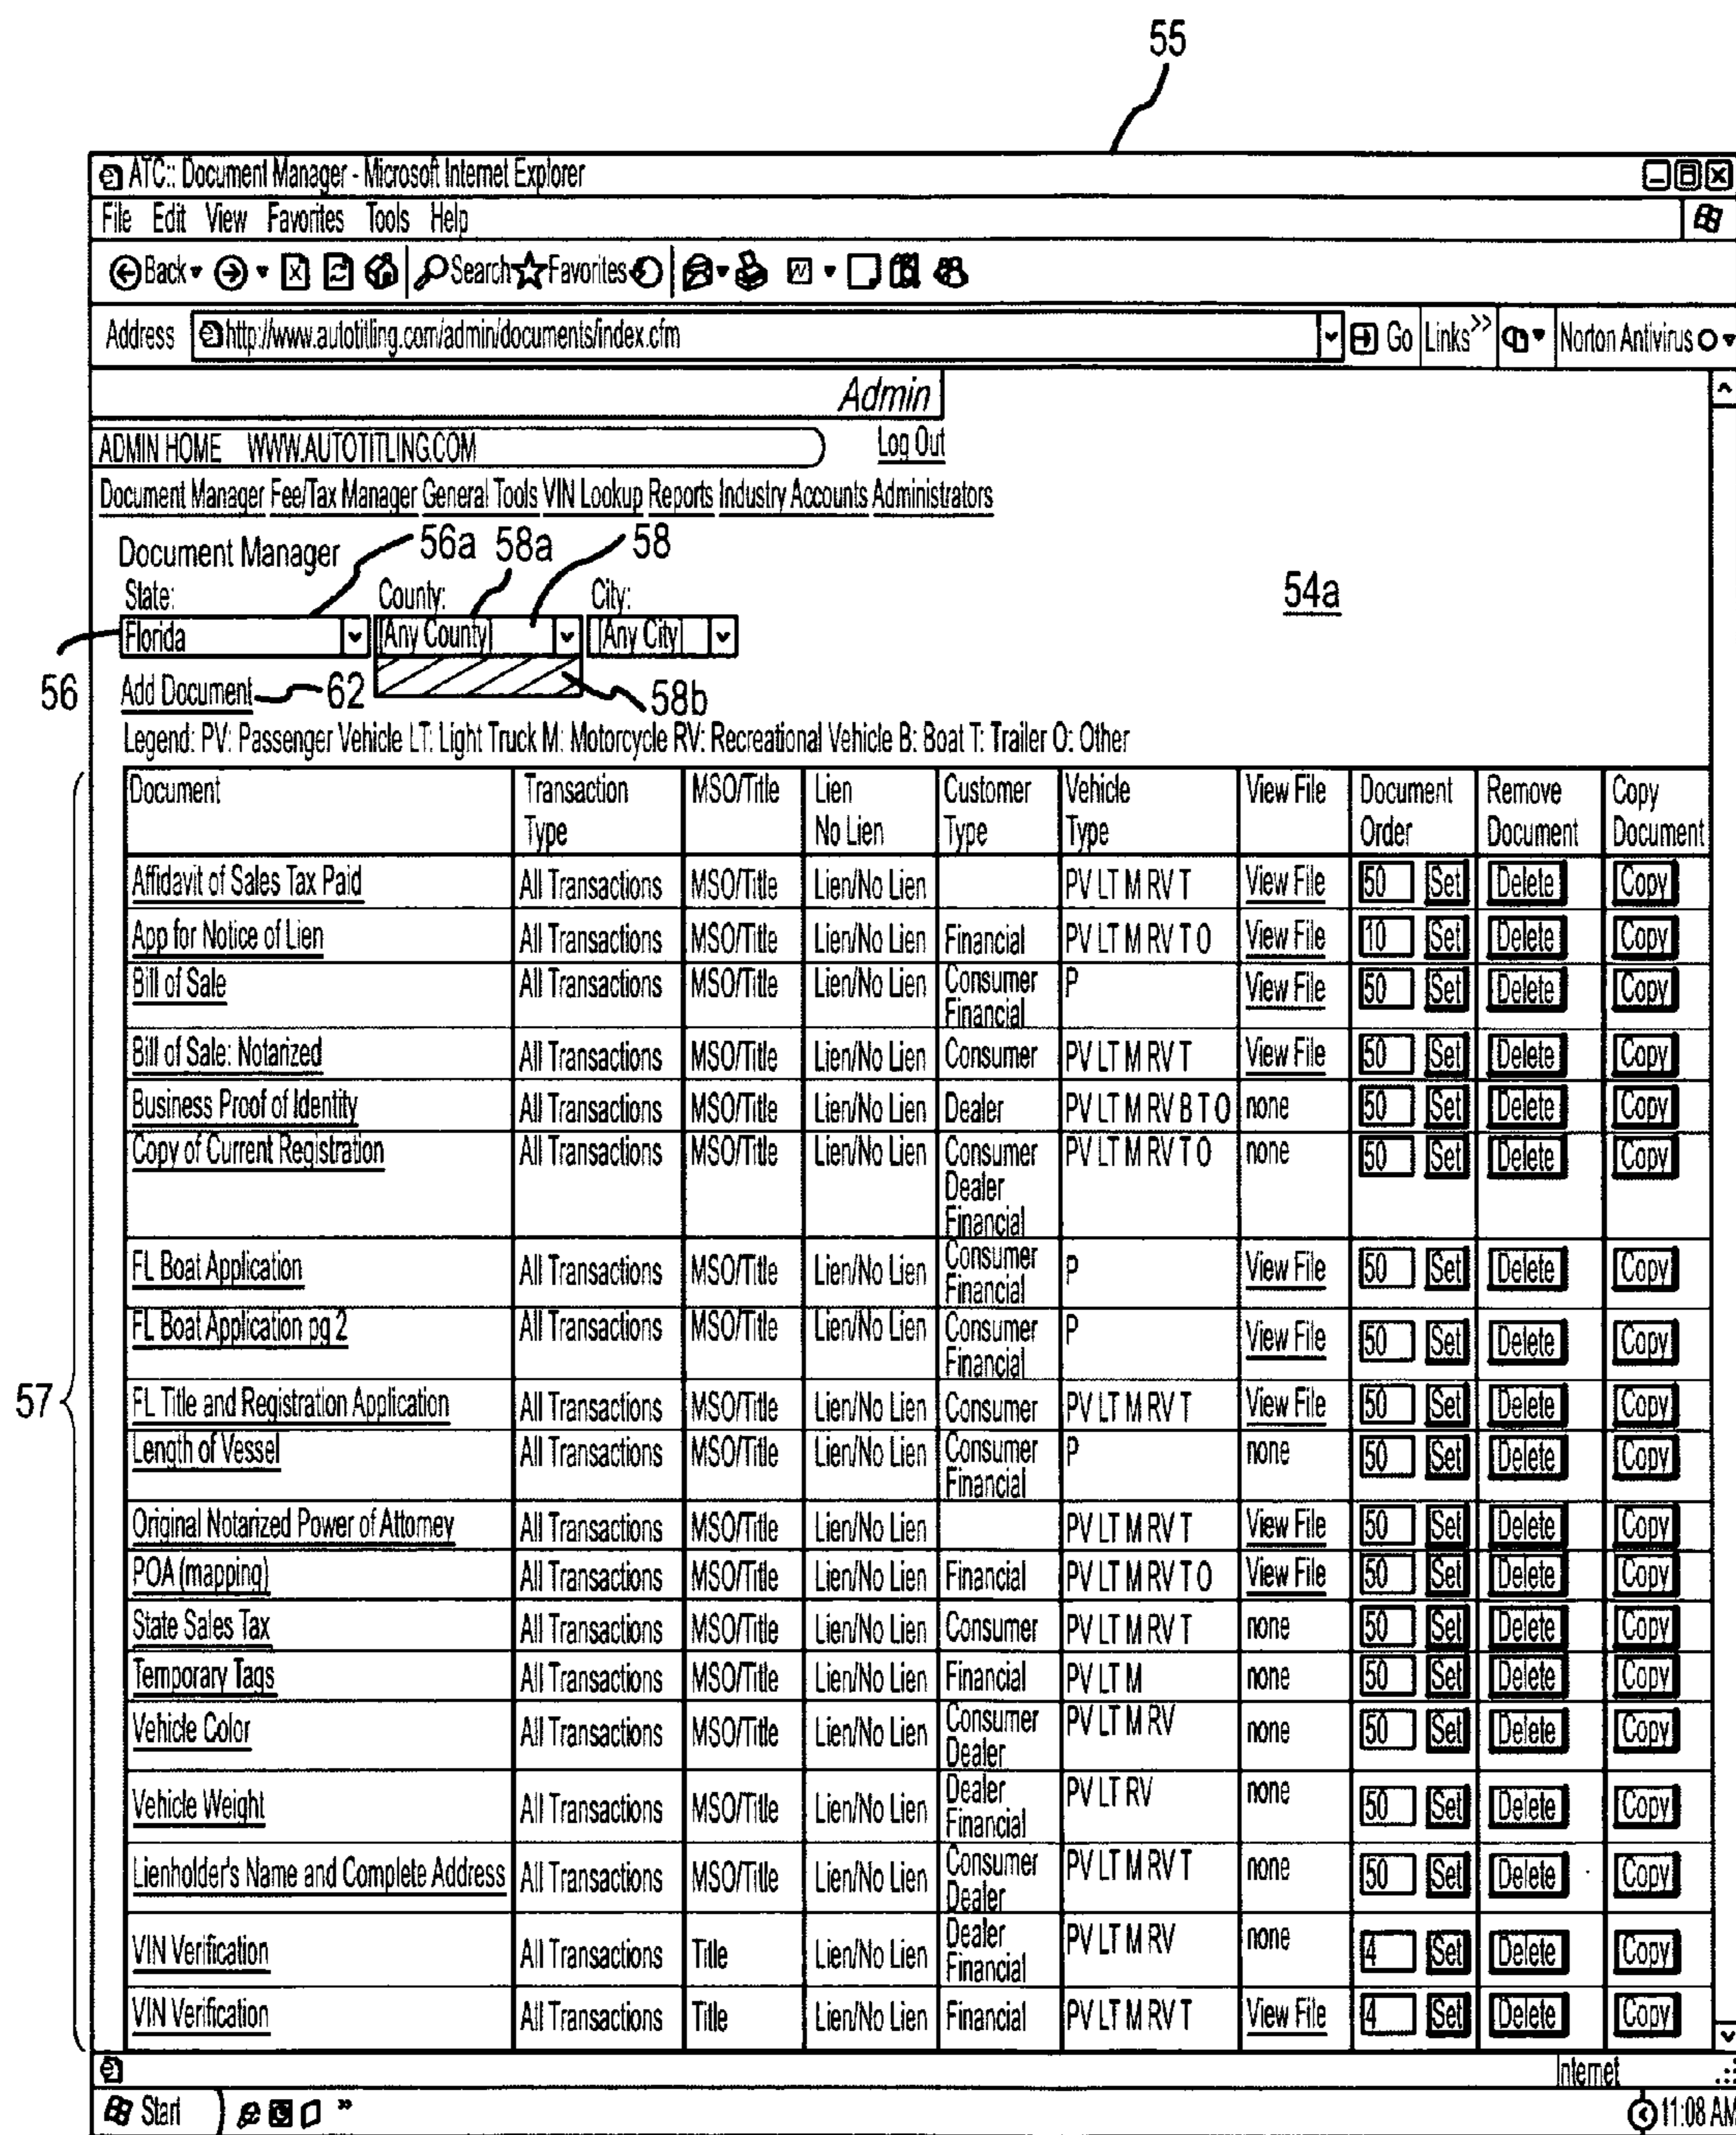 55
ATC:: Document Manager - Microsoft Internet Explorer
File Edit View Favorites Tools Help
Back Search Favorites
Address http://www.autotitling.com/admin/documents/index.cfm Go Links >> Norton Antivirus
Admin
ADMIN HOME WWW.AUTOTITLING.COM Log Out
Document Manager Fee/Tax Manager General Tools VIN Lookup Reports Industry Accounts Administrators
Document Manager 56a 58a 58
State: County: City: 54a
56 Florida [Any County] [Any City]
Add Document 62 58b
Legend: PV: Passenger Vehicle LT: Light Truck M: Motorcycle RV: Recreational Vehicle B: Boat T: Trailer O: Other
57
Document Transaction Type MSO/Title Lien No Lien Customer Type Vehicle Type View File Document Order Remove Document Copy Document
Affidavit of Sales Tax Paid All Transactions MSO/Title Lien/No Lien PV LT M RV T View File 50 Set Delete Copy
App for Notice of Lien All Transactions MSO/Title Lien/No Lien Financial PV LT M RV T O View File 10 Set Delete Copy
Bill of Sale All Transactions MSO/Title Lien/No Lien Consumer Financial P View File 50 Set Delete Copy
Bill of Sale: Notarized All Transactions MSO/Title Lien/No Lien Consumer PV LT M RV T View File 50 Set Delete Copy
Business Proof of Identity All Transactions MSO/Title Lien/No Lien Dealer PV LT M RV B T O none 50 Set Delete Copy
Copy of Current Registration All Transactions MSO/Title Lien/No Lien Consumer Dealer Financial PV LT M RV T O none 50 Set Delete Copy
FL Boat Application All Transactions MSO/Title Lien/No Lien Consumer Financial P View File 50 Set Delete Copy
FL Boat Application pg 2 All Transactions MSO/Title Lien/No Lien Consumer Financial P View File 50 Set Delete Copy
FL Title and Registration Application All Transactions MSO/Title Lien/No Lien Consumer PV LT M RV T View File 50 Set Delete Copy
Length of Vessel All Transactions MSO/Title Lien/No Lien Consumer Financial P none 50 Set Delete Copy
Original Notarized Power of Attorney All Transactions MSO/Title Lien/No Lien PV LT M RV T View File 50 Set Delete Copy
POA (mapping) All Transactions MSO/Title Lien/No Lien Financial PV LT M RV T O View File 50 Set Delete Copy
State Sales Tax All Transactions MSO/Title Lien/No Lien Consumer PV LT M RV T none 50 Set Delete Copy
Temporary Tags All Transactions MSO/Title Lien/No Lien Financial PV LT M none 50 Set Delete Copy
Vehicle Color All Transactions MSO/Title Lien/No Lien Consumer Dealer PV LT M RV none 50 Set Delete Copy
Vehicle Weight All Transactions MSO/Title Lien/No Lien Dealer Financial PV LT RV none 50 Set Delete Copy
Lienholder's Name and Complete Address All Transactions MSO/Title Lien/No Lien Consumer Dealer PV LT M RV T none 50 Set Delete Copy
VIN Verification All Transactions Title Lien/No Lien Dealer Financial PV LT M RV none 4 Set Delete Copy
VIN Verification All Transactions Title Lien/No Lien Financial PV LT M RV T View File 4 Set Delete Copy
Internet
Start » 11:08 AM